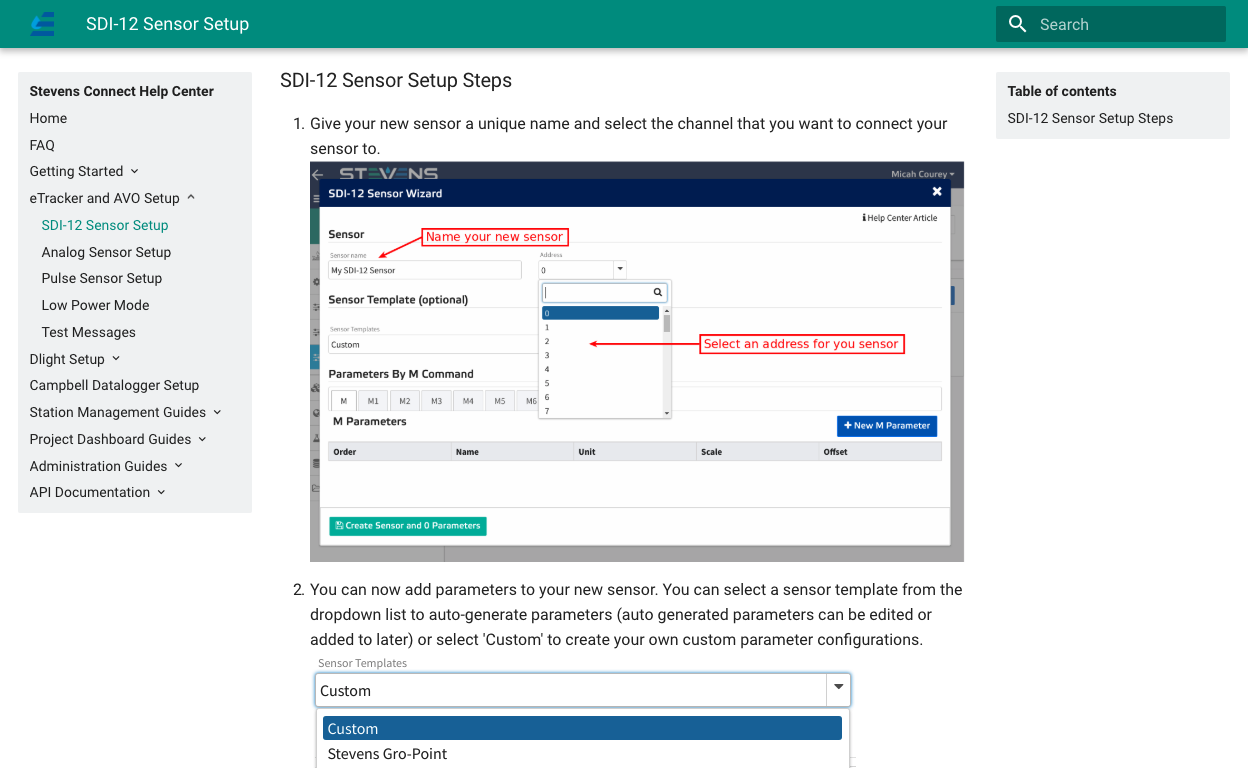 SDI-12 Sensor Setup
Search
Stevens Connect Help Center
Home
FAQ
Getting Started
eTracker and AVO Setup
SDI-12 Sensor Setup
Analog Sensor Setup
Pulse Sensor Setup
Low Power Mode
Test Messages
Dlight Setup
Campbell Datalogger Setup
Station Management Guides
Project Dashboard Guides
Administration Guides
API Documentation
SDI-12 Sensor Setup Steps
1. Give your new sensor a unique name and select the channel that you want to connect your
sensor to.
STEVENS
Micah Courey
SDI-12 Sensor Wizard
Help Center Article
Sensor
Name your new sensor
Sensor name
Address
My SDI-12 Sensor
0
Sensor Template (optional)
0
1
2
3
4
5
6
7
Select an address for you sensor
Sensor Templates
Custom
Parameters By M Command
M M1 M2 M3 M4 M5 M6
M Parameters
+ New M Parameter
Order Name Unit Scale Offset
Create Sensor and 0 Parameters
2. You can now add parameters to your new sensor. You can select a sensor template from the
dropdown list to auto-generate parameters (auto generated parameters can be edited or
added to later) or select 'Custom' to create your own custom parameter configurations.
Sensor Templates
Custom
Custom
Stevens Gro-Point
Table of contents
SDI-12 Sensor Setup Steps